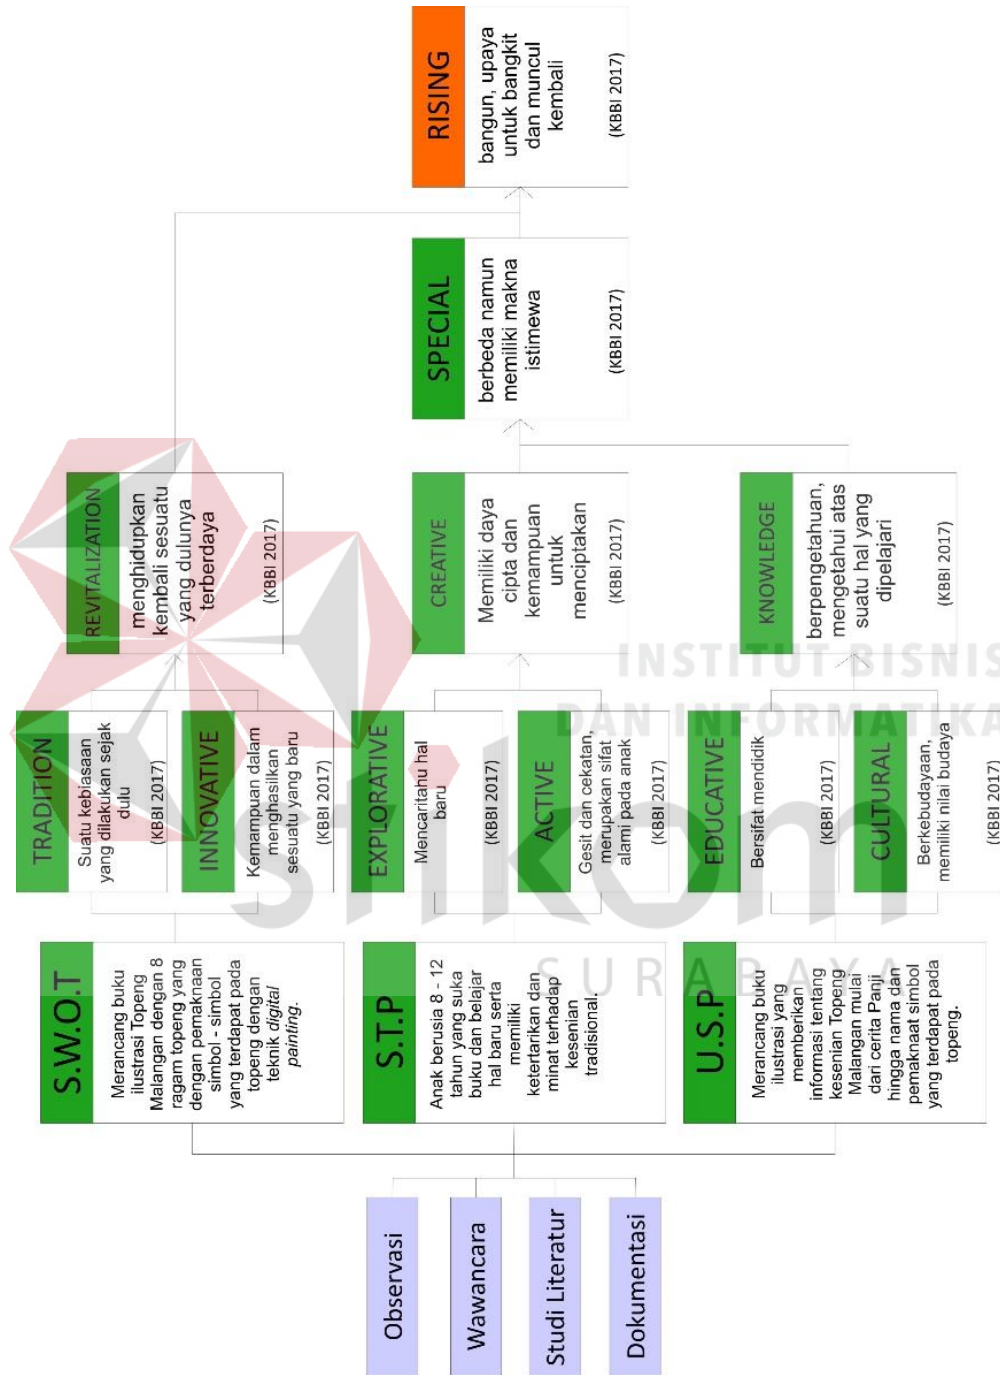 Observasi
Wawancara
Studi Literatur
Dokumentasi
S.W.O.T
Merancang buku
ilustrasi Topeng
Malangan dengan 8
ragam topeng yang
dengan pemaknaan
simbol - simbol
yang terdapat pada
topeng dengan
teknik digital
painting.
S.T.P
Anak berusia 8 - 12
tahun yang suka
buku dan belajar
hal baru serta
memiliki
ketertarikan dan
minat terhadap
kesenian
tradisional.
U.S.P
Merancang buku
ilustrasi yang
memberikan
informasi tentang
kesenian Topeng
Malangan mulai
dari cerita Panji
hingga nama dan
pemaknaat simbol
yang terdapat pada
topeng.
TRADITION
Suatu kebiasaan
yang dilakukan sejak
dulu
(KBBI 2017)
INNOVATIVE
Kemampuan dalam
menghasilkan
sesuatu yang baru
(KBBI 2017)
EXPLORATIVE
Mencaritahu hal
baru
(KBBI 2017)
ACTIVE
Gesit dan cekatan,
merupakan sifat
alami pada anak
(KBBI 2017)
EDUCATIVE
Bersifat mendidik
(KBBI 2017)
CULTURAL
Berkebudayaan,
memiliki nilai budaya
(KBBI 2017)
REVITALIZATION
menghidupkan
kembali sesuatu
yang dulunya
terberdaya
(KBBI 2017)
CREATIVE
Memiliki daya
cipta dan
kemampuan
untuk
menciptakan
(KBBI 2017)
KNOWLEDGE
berpengetahuan,
mengetahui atas
suatu hal yang
dipelajari
(KBBI 2017)
SPECIAL
berbeda namun
memiliki makna
istimewa
(KBBI 2017)
RISING
bangun, upaya
untuk bangkit
dan muncul
kembali
(KBBI 2017)
INSTITUT BISNIS
DAN INFORMATIKA
stikom
SURABAYA